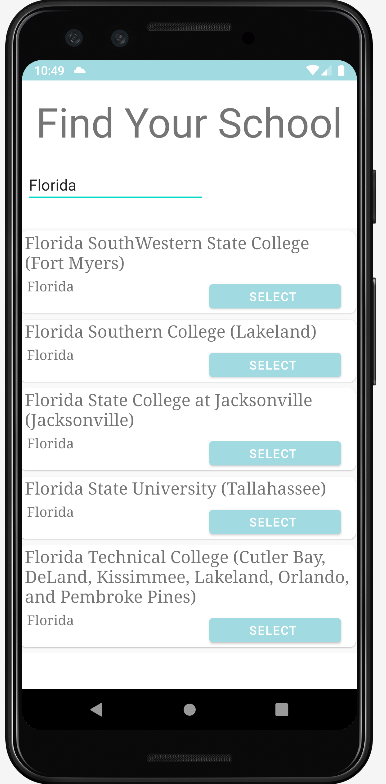 10:49
Find Your School
Florida
Florida SouthWestern State College
(Fort Myers)
Florida
SELECT
Florida Southern College (Lakeland)
Florida
SELECT
Florida State College at Jacksonville
(Jacksonville)
Florida
SELECT
Florida State University (Tallahassee)
Florida
SELECT
Florida Technical College (Cutler Bay,
DeLand, Kissimmee, Lakeland, Orlando,
and Pembroke Pines)
Florida
SELECT